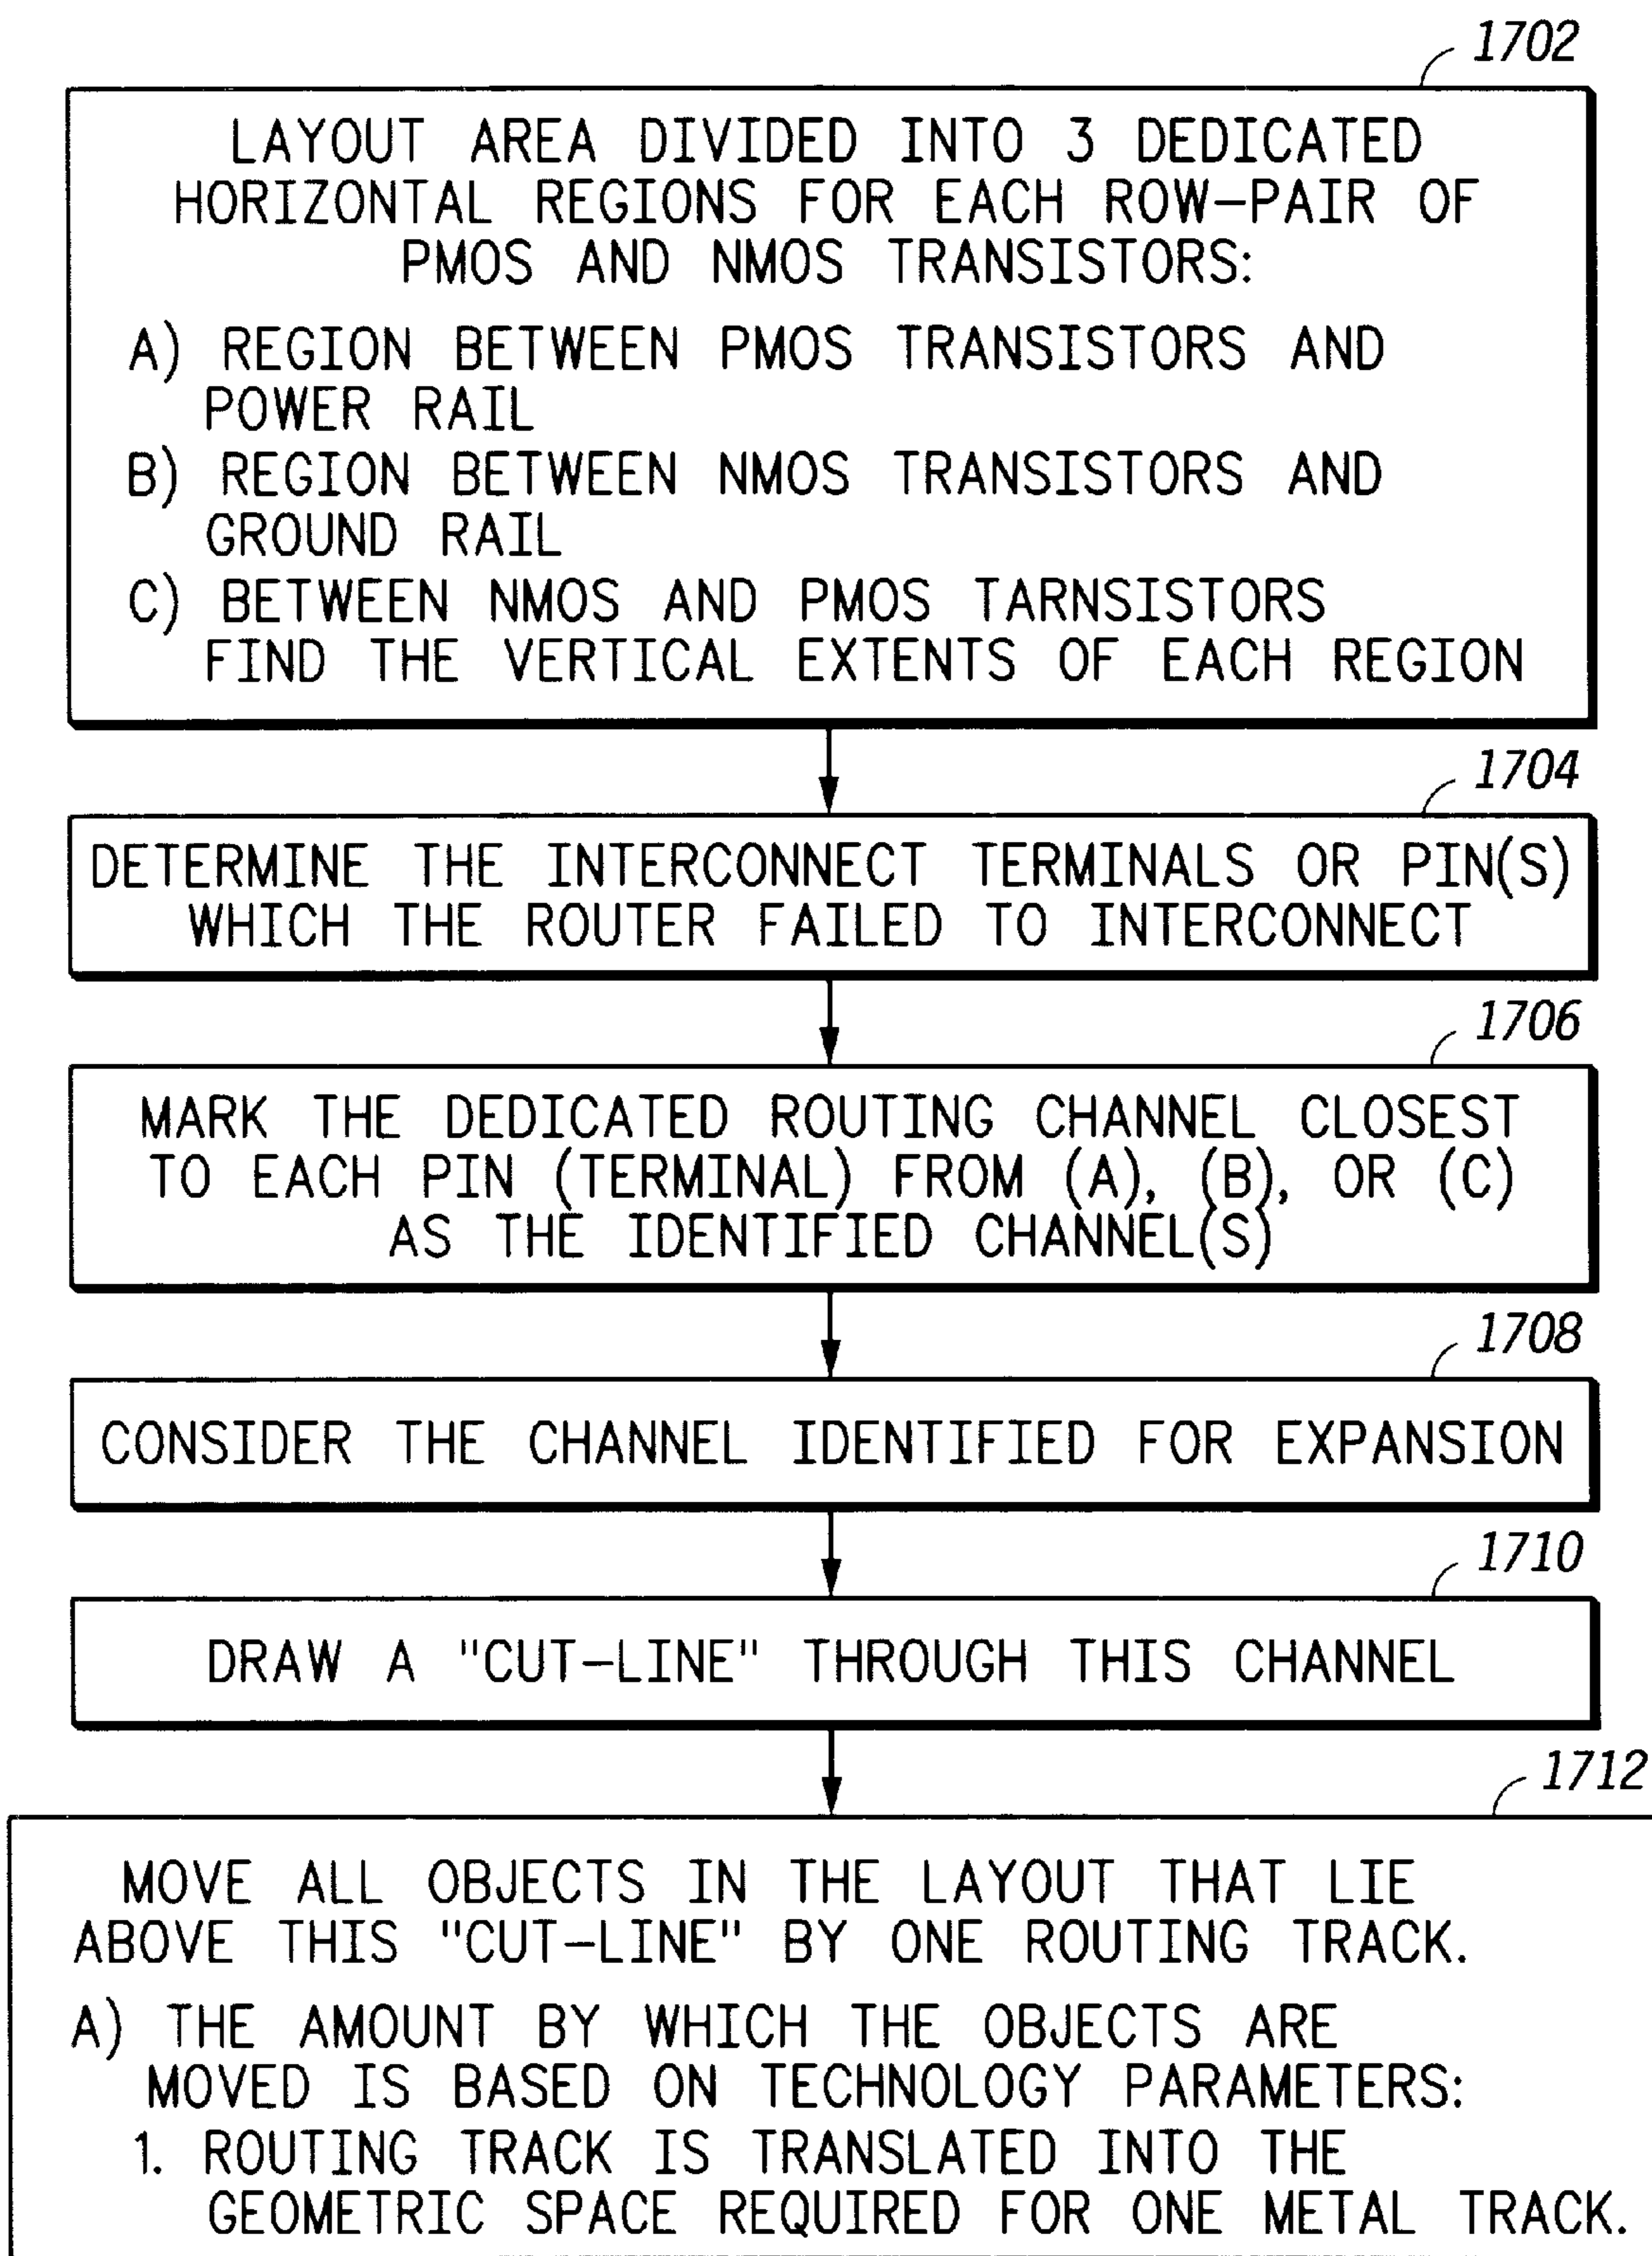 1702
LAYOUT AREA DIVIDED INTO 3 DEDICATED
HORIZONTAL REGIONS FOR EACH ROW-PAIR OF
PMOS AND NMOS TRANSISTORS:
A) REGION BETWEEN PMOS TRANSISTORS AND
POWER RAIL
B) REGION BETWEEN NMOS TRANSISTORS AND
GROUND RAIL
C) BETWEEN NMOS AND PMOS TARNSISTORS
FIND THE VERTICAL EXTENTS OF EACH REGION
1704
DETERMINE THE INTERCONNECT TERMINALS OR PIN(S)
WHICH THE ROUTER FAILED TO INTERCONNECT
1706
MARK THE DEDICATED ROUTING CHANNEL CLOSEST
TO EACH PIN (TERMINAL) FROM (A), (B), OR (C)
AS THE IDENTIFIED CHANNEL(S)
1708
CONSIDER THE CHANNEL IDENTIFIED FOR EXPANSION
1710
DRAW A "CUT-LINE" THROUGH THIS CHANNEL
1712
MOVE ALL OBJECTS IN THE LAYOUT THAT LIE
ABOVE THIS "CUT-LINE" BY ONE ROUTING TRACK.
A) THE AMOUNT BY WHICH THE OBJECTS ARE
MOVED IS BASED ON TECHNOLOGY PARAMETERS:
1. ROUTING TRACK IS TRANSLATED INTO THE
GEOMETRIC SPACE REQUIRED FOR ONE METAL TRACK.